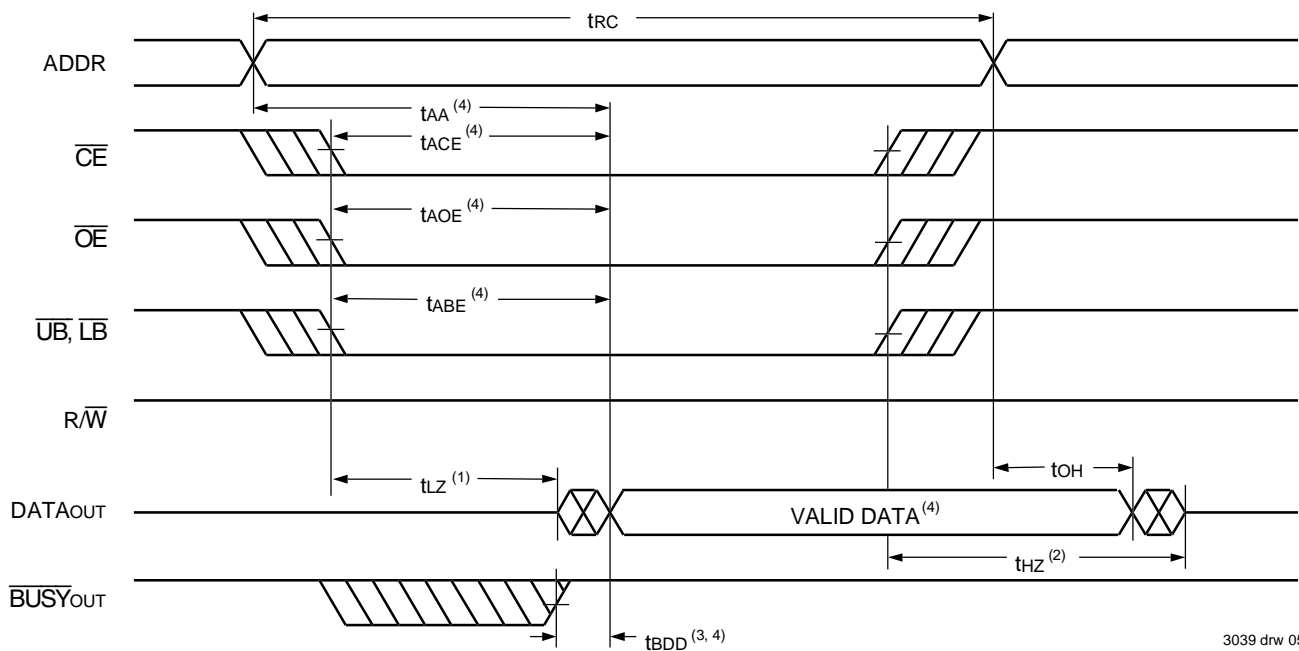 tRC
ADDR
tAA (4)
tACE (4)
CE
tAOE (4)
OE
tABE (4)
UB, LB
R/W
tOH
tLZ (1)
DATAOUT
VALID DATA(4)
tHZ (2)
BUSYOUT
tBDD (3, 4)
3039 drw 05